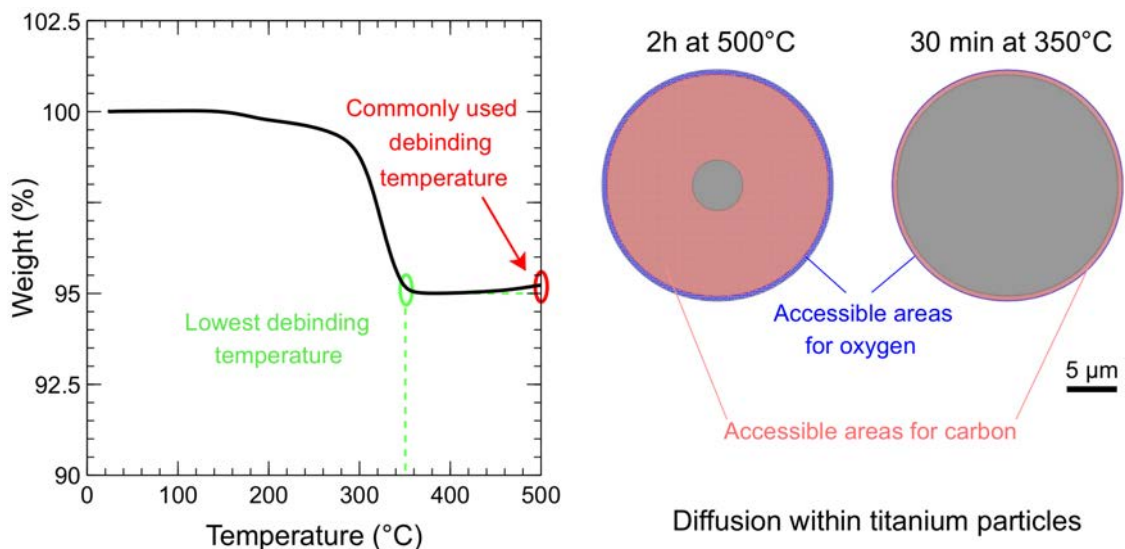 102.5
100
97.5
95
92.5
90
0
100
200
300
400
500
Weight (%)
Temperature (°C)
Commonly used
debinding
temperature
Lowest debinding
temperature
2h at 500°C
30 min at 350°C
Accessible areas
for oxygen
5 µm
Accessible areas for carbon
Diffusion within titanium particles